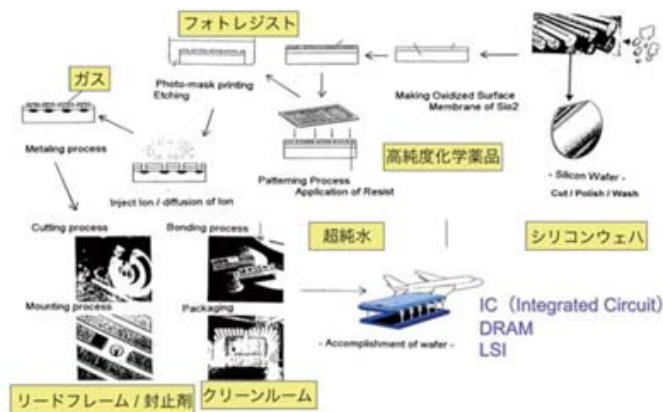 フォトレジスト
ガス
Photo-mask printing
Etching
Making Oxidized Surface
Membrane of Sio2
高純度化学薬品
Metaling process
Patterning Process
Application of Resist
- Silicon Wafer -
Cut / Polish / Wash
Inject Ion / diffusion of Ion
Cutting process
Bonding process
超純水
シリコンウェハ
Mounting process
Packaging
IC（Integrated Circuit）
DRAM
LSI
- Accomplishment of wafer -
リードフレーム / 封止剤
クリーンルーム